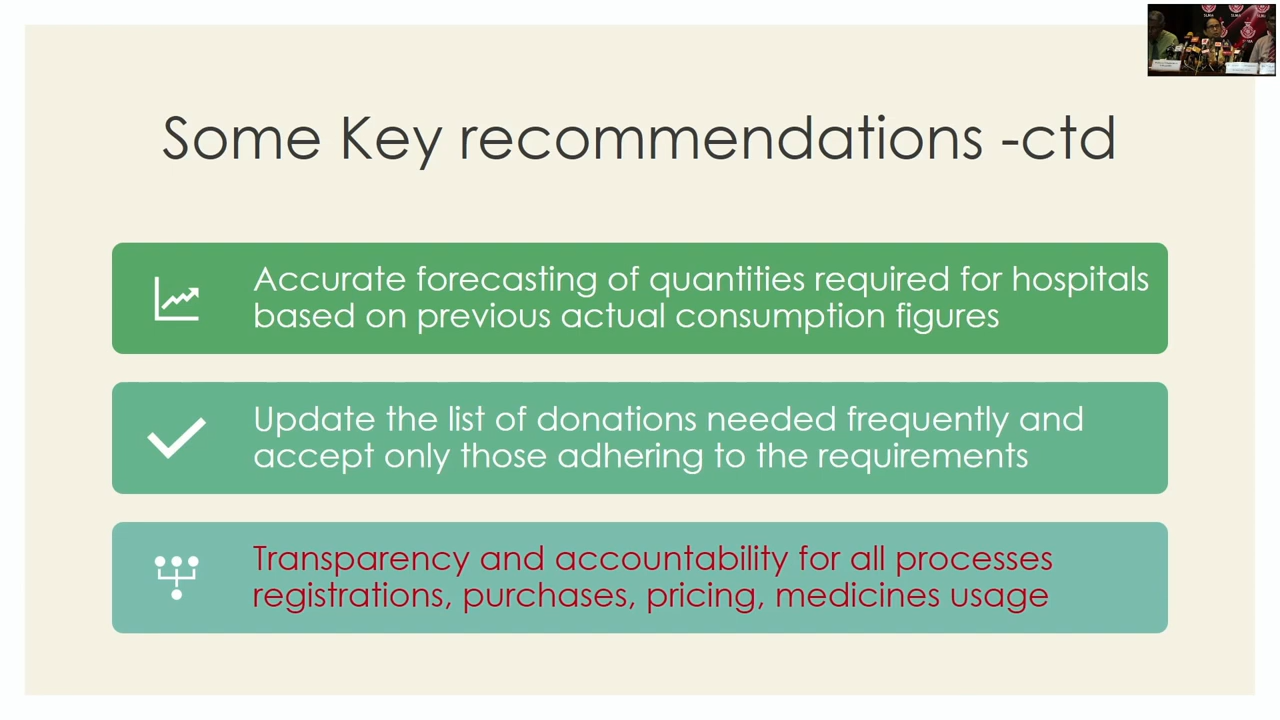 Some Key recommendations -ctd
Accurate forecasting of quantities required for hospitals
based on previous actual consumption figures
Update the list of donations needed frequently and
accept only those adhering to the requirements
Transparency and accountability for all processes
registrations, purchases, pricing, medicines usage